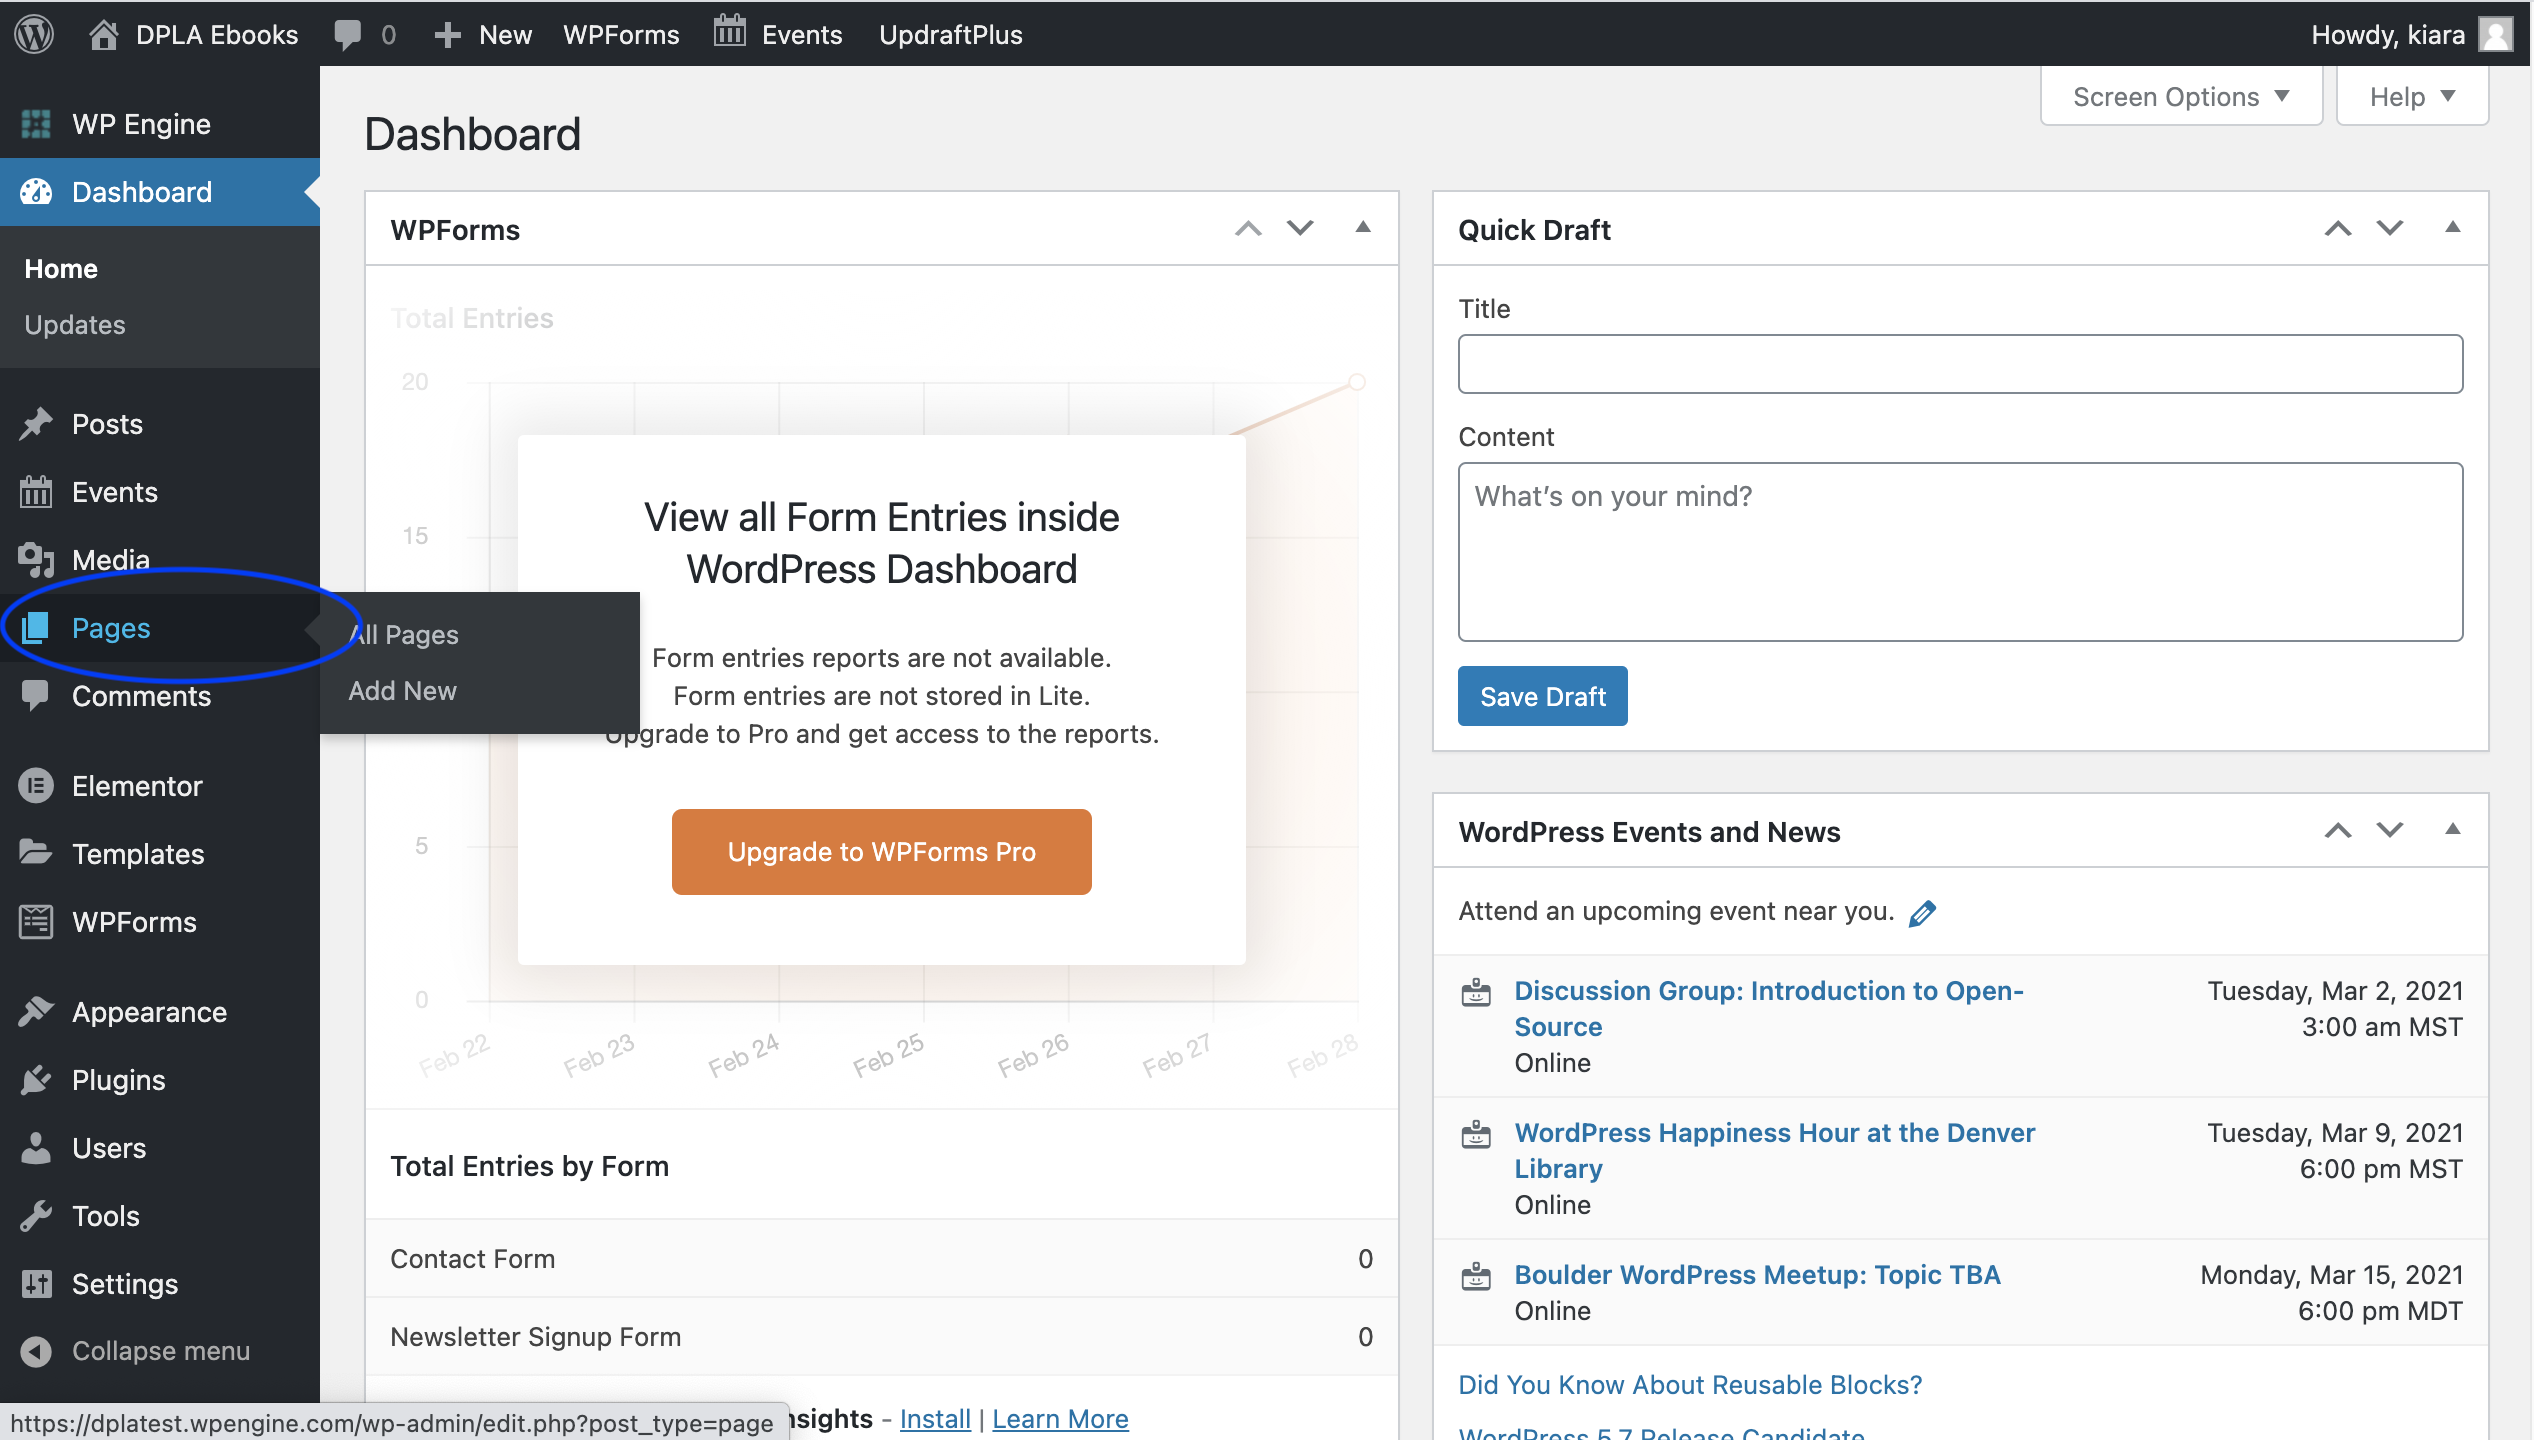 DPLA Ebooks 0 New WPForms Events UpdraftPlus Howdy, kiara
WP Engine
Dashboard
Home
Updates
Posts
Events
Media
Pages
All Pages
Add New
Comments
Elementor
Templates
WPForms
Appearance
Plugins
Users
Tools
Settings
Collapse menu
https://dplatest.wpengine.com/wp-admin/edit.php?post_type=page
Screen Options Help
Dashboard
WPForms
Total Entries
20
15
5
0
Feb 22 Feb 23 Feb 24 Feb 25 Feb 26 Feb 27 Feb 28
View all Form Entries inside
WordPress Dashboard
Form entries reports are not available.
Form entries are not stored in Lite.
Upgrade to Pro and get access to the reports.
Upgrade to WPForms Pro
Total Entries by Form
Contact Form 0
Newsletter Signup Form 0
nsights - Install | Learn More
Quick Draft
Title
Content
What's on your mind?
Save Draft
WordPress Events and News
Attend an upcoming event near you.
Discussion Group: Introduction to Open- Tuesday, Mar 2, 2021
Source 3:00 am MST
Online
WordPress Happiness Hour at the Denver Tuesday, Mar 9, 2021
Library 6:00 pm MST
Online
Boulder WordPress Meetup: Topic TBA Monday, Mar 15, 2021
Online 6:00 pm MDT
Did You Know About Reusable Blocks?
WordPress 5.7 Release Candidate